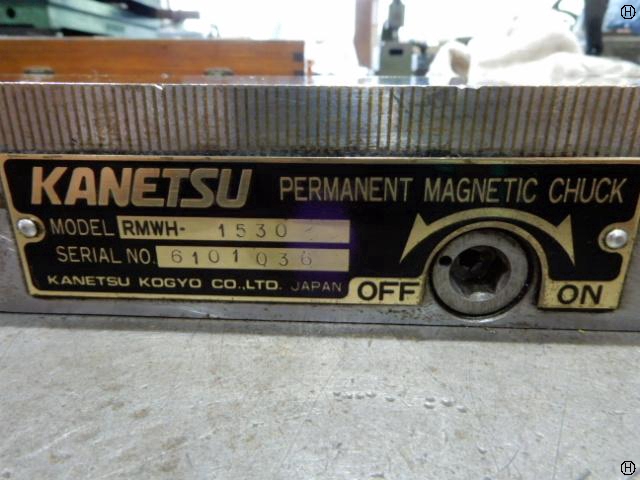 KANETSU PERMANENT MAGNETIC CHUCK
MODEL RMWH- 1530
SERIAL NO. 6101036
KANETSU KOGYO CO.,LTD. JAPAN
OFF ON
H
H